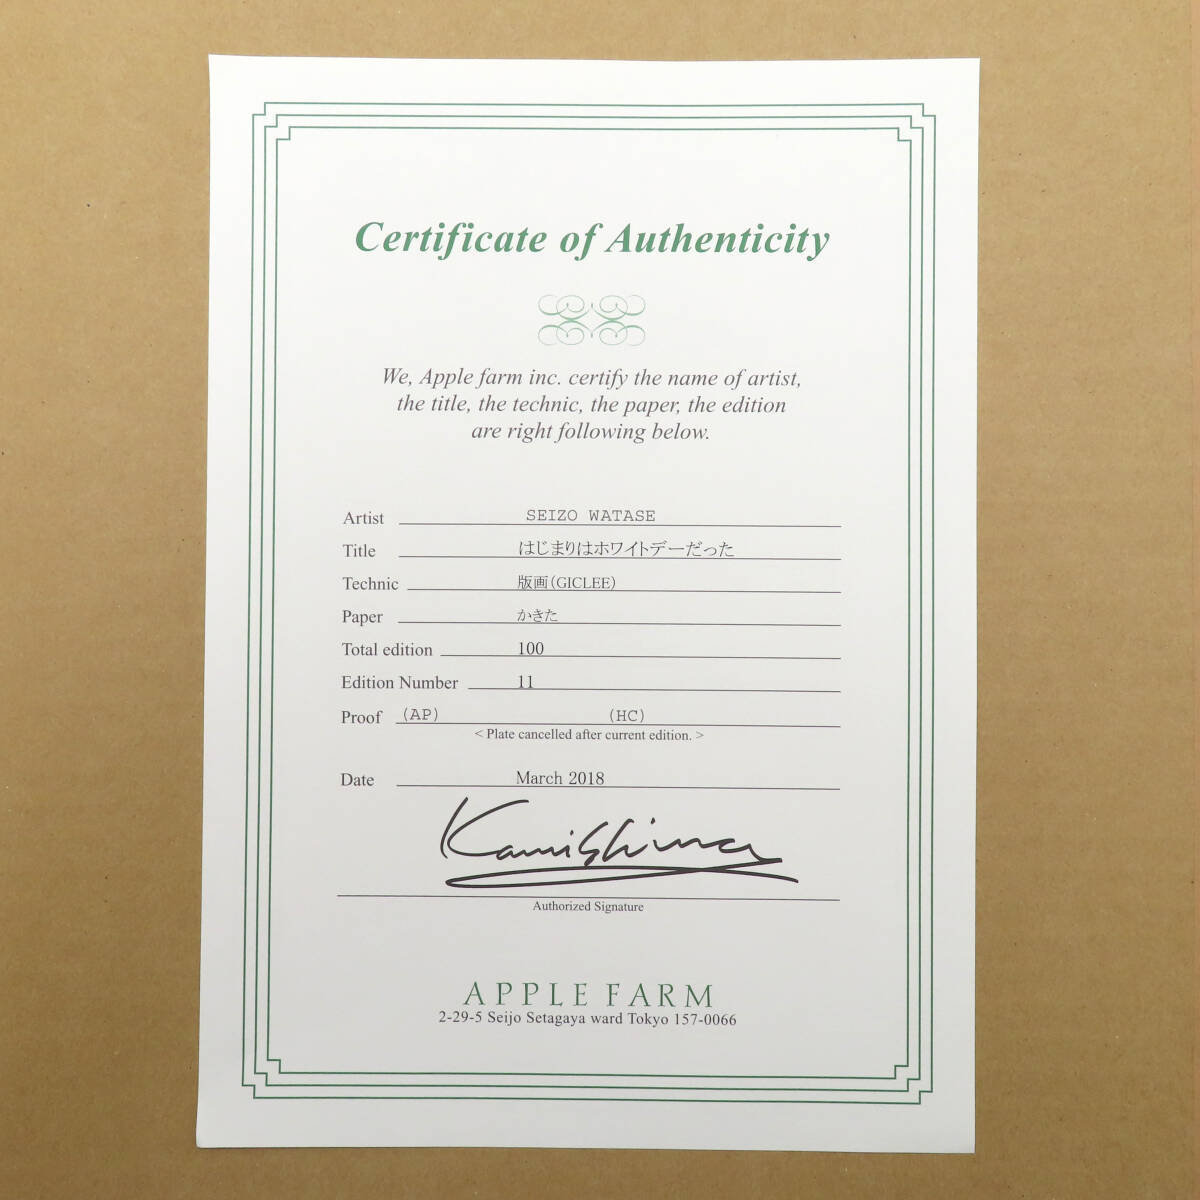 Certificate of Authenticity
We, Apple farm inc. certify the name of artist,
the title, the technic, the paper, the edition
are right following below.
Artist SEIZO WATASE
Title はじまりはホワイトデーだった
Technic 版画(GICLEE)
Paper かきた
Total edition 100
Edition Number 11
Proof (AP) (HC)
< Plate cancelled after current edition. >
Date March 2018
Kamishima
Authorized Signature
APPLE FARM
2-29-5 Seijo Setagaya ward Tokyo 157-0066